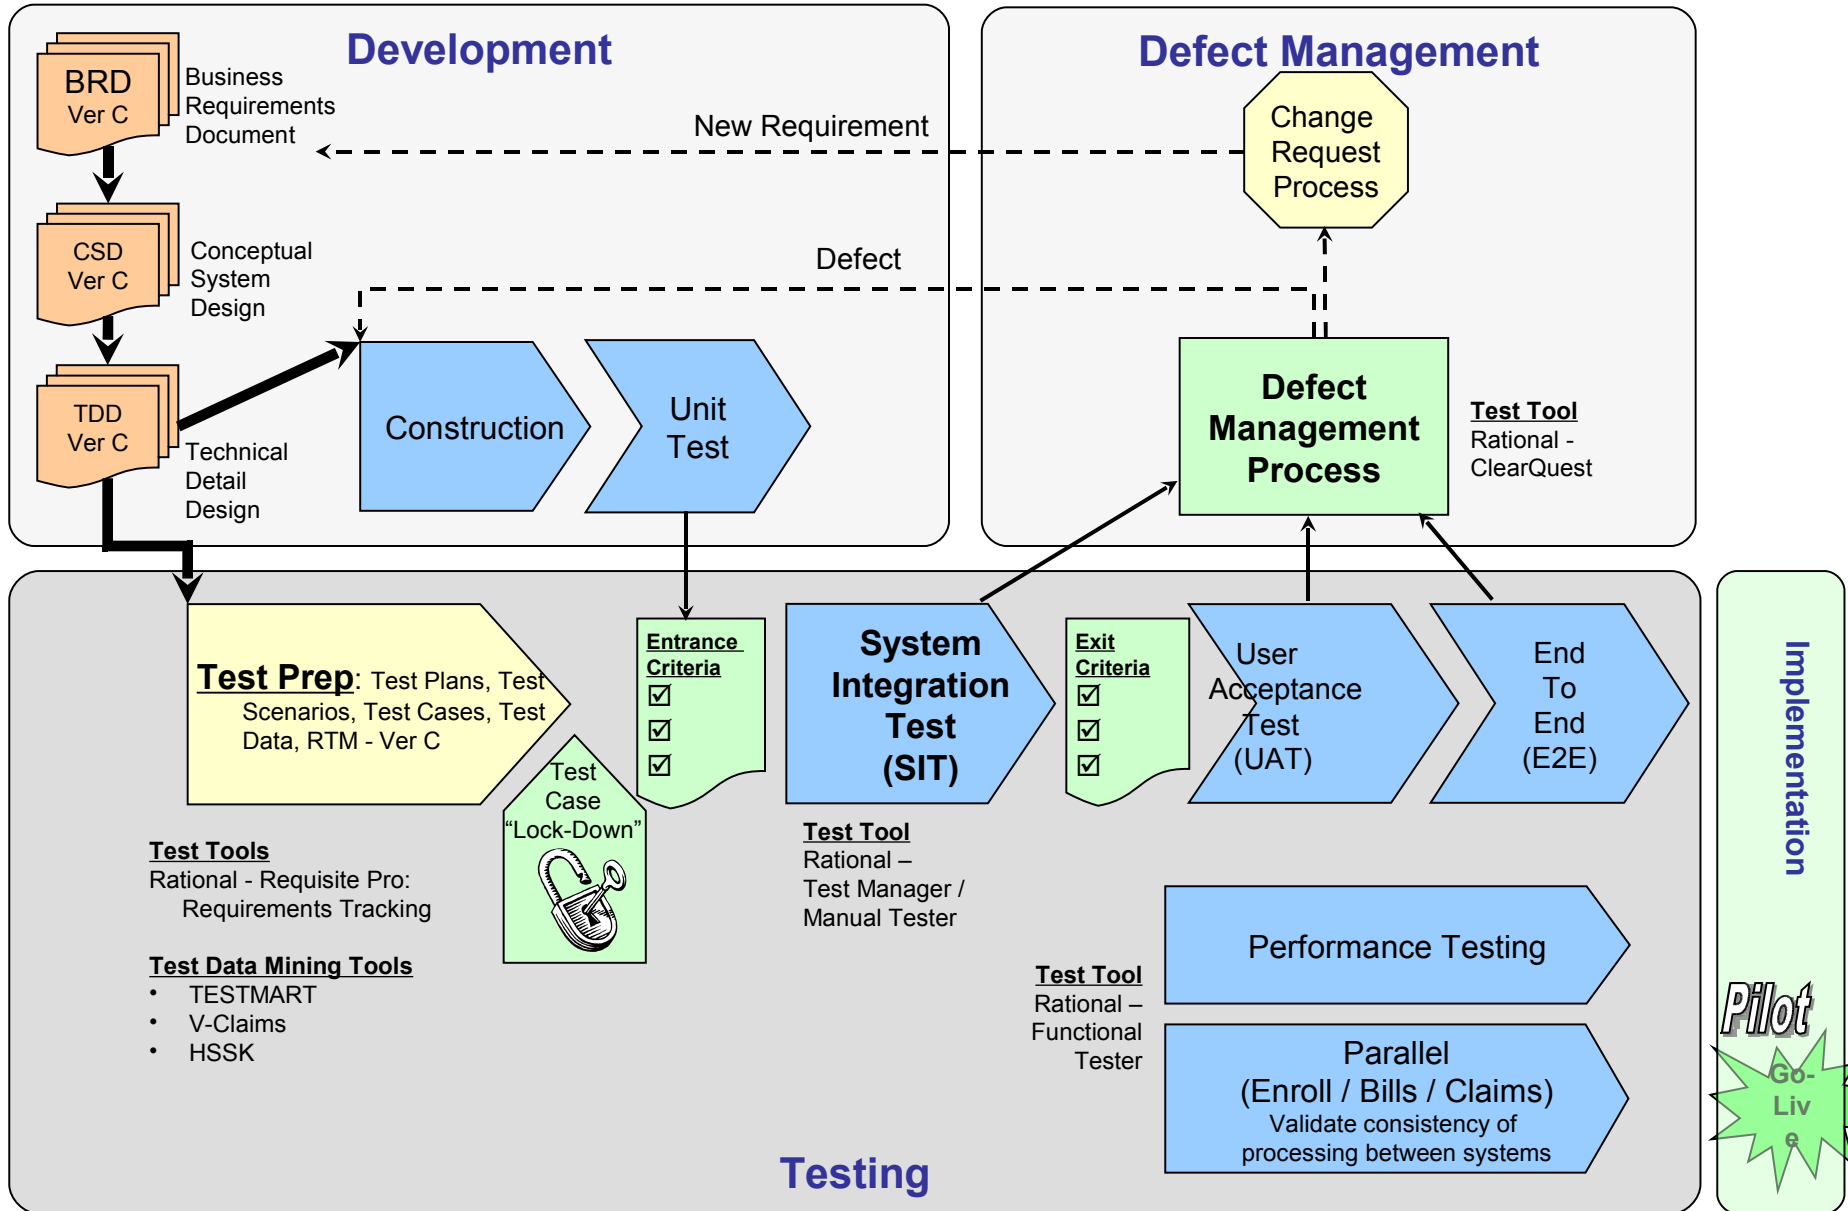 Development
BRD
Ver C
Business
Requirements
Document
CSD
Ver C
Conceptual
System
Design
TDD
Ver C
Technical
Detail
Design
New Requirement
Defect
Construction
Unit
Test
Defect Management
Change
Request
Process
Defect
Management
Process
Test Tool
Rational -
ClearQuest
Test Prep: Test Plans, Test
Scenarios, Test Cases, Test
Data, RTM - Ver C
Test
Case
“Lock-Down”
Entrance
Criteria
☑
☑
☑
System
Integration
Test
(SIT)
Exit
Criteria
☑
☑
☑
User
Acceptance
Test
(UAT)
End
To
End
(E2E)
Test Tools
Rational - Requisite Pro:
Requirements Tracking
Test Data Mining Tools
• TESTMART
• V-Claims
• HSSK
Test Tool
Rational –
Test Manager /
Manual Tester
Test Tool
Rational –
Functional
Tester
Performance Testing
Parallel
(Enroll / Bills / Claims)
Validate consistency of
processing between systems
Testing
Implementation
Pilot
Go-
Liv
e